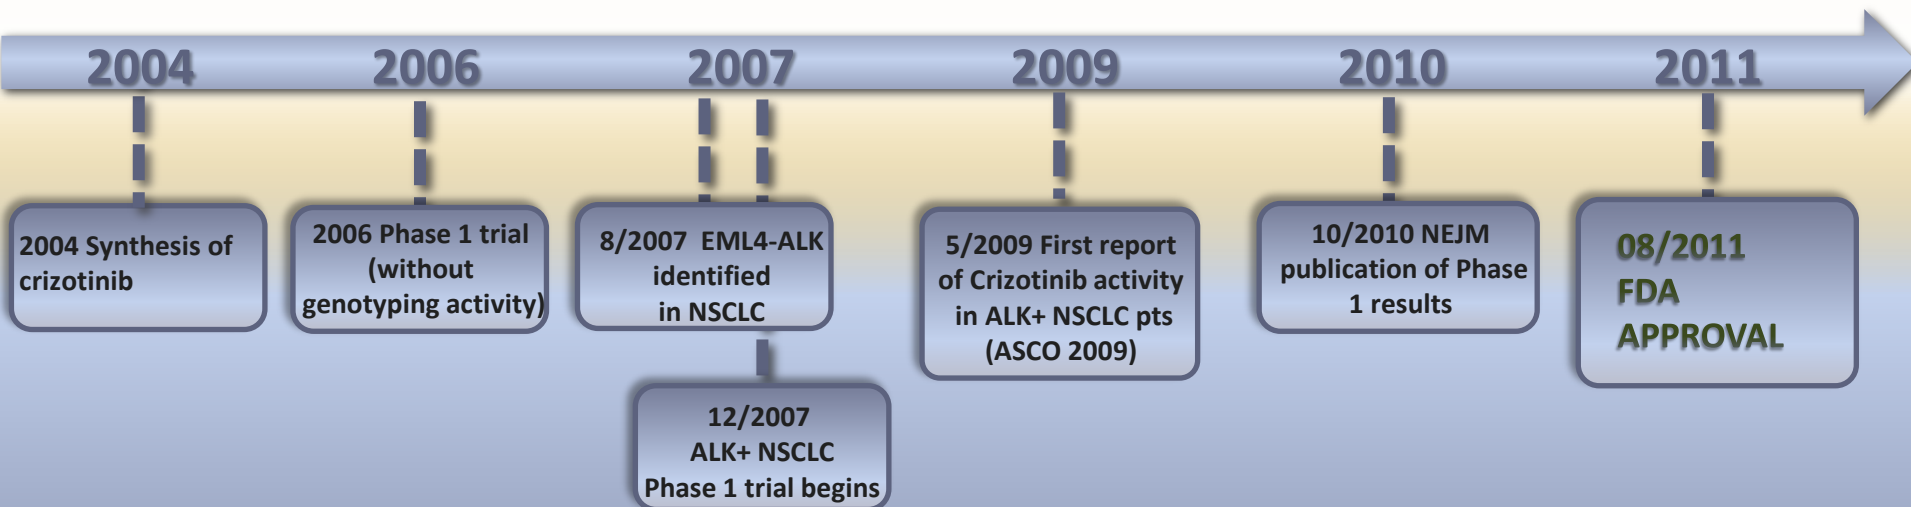 2004 2006 2007 2009 2010 2011
2004 Synthesis of
crizotinib
2006 Phase 1 trial
(without
genotyping activity)
8/2007 EML4-ALK
identified
in NSCLC
12/2007
ALK+ NSCLC
Phase 1 trial begins
5/2009 First report
of Crizotinib activity
in ALK+ NSCLC pts
(ASCO 2009)
10/2010 NEJM
publication of Phase
1 results
08/2011
FDA
APPROVAL